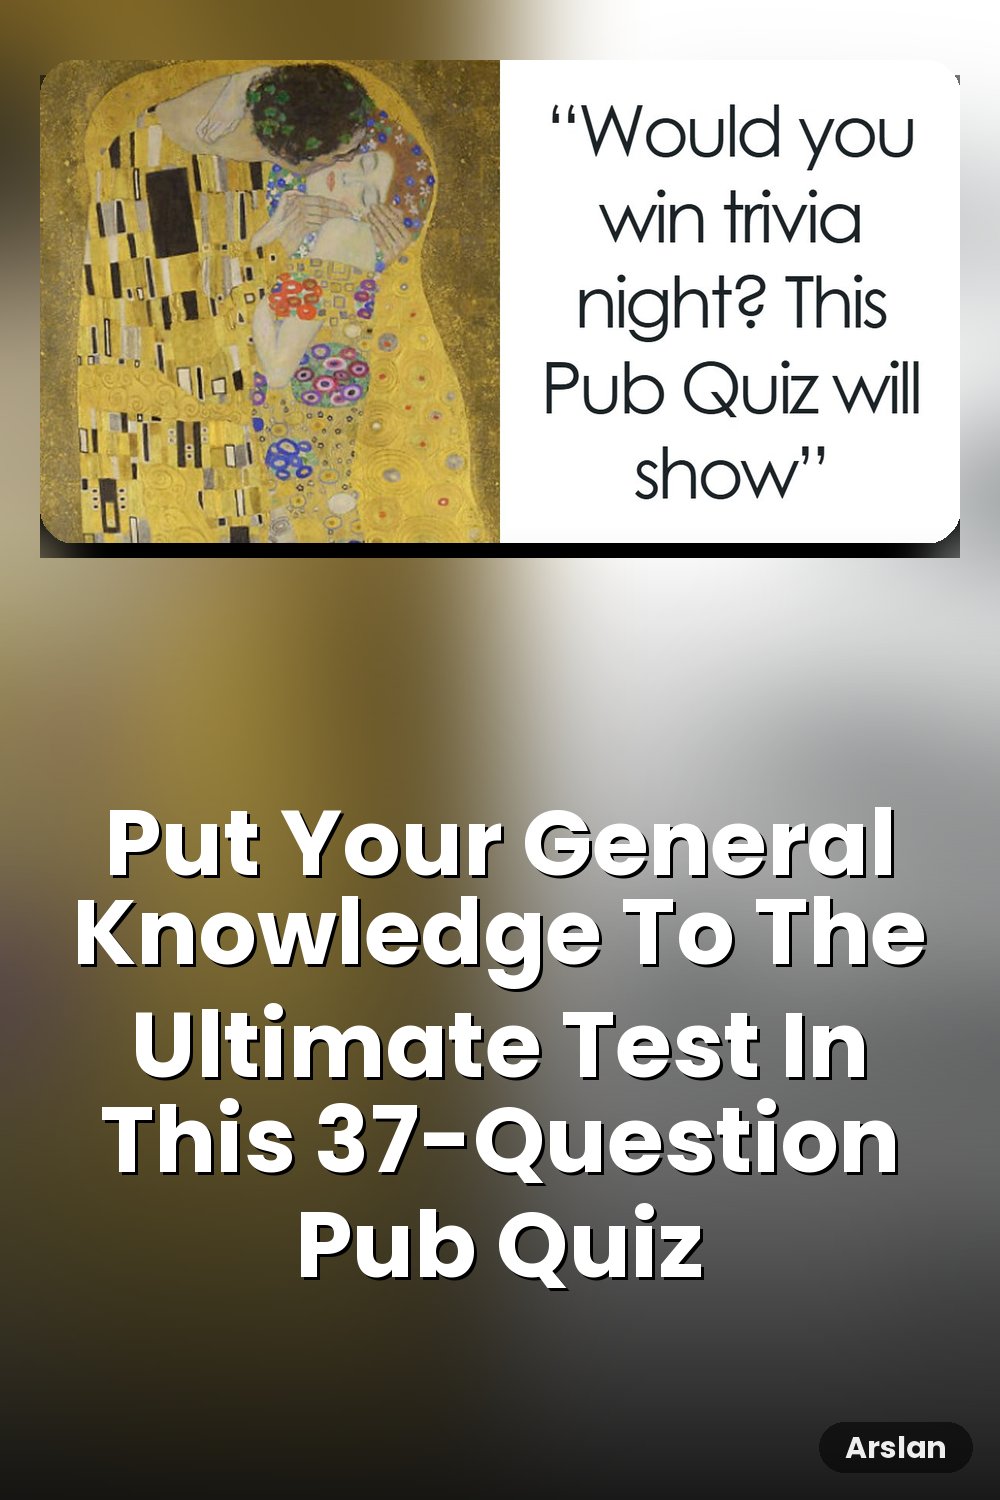 “Would you
win trivia
night? This
Pub Quiz will
show”
Put Your General
Knowledge To The
Ultimate Test In
This 37-Question
Pub Quiz
Arslan